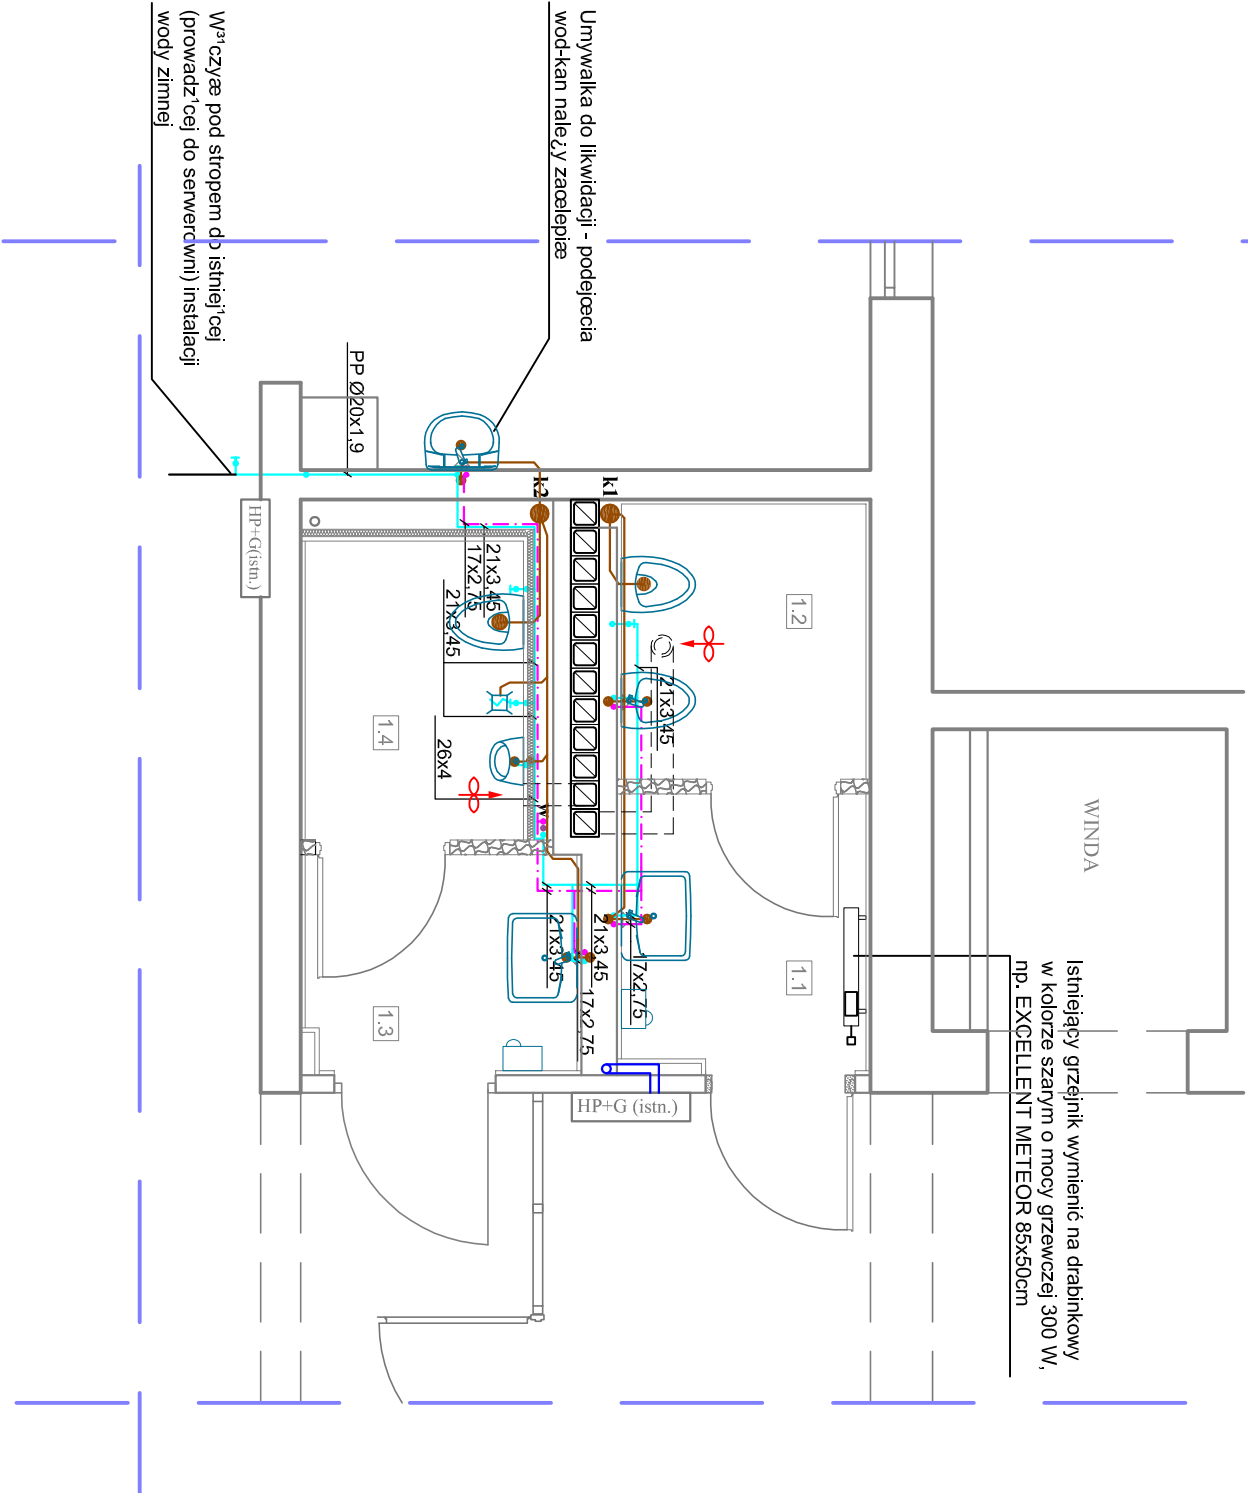 Umywalka do likwidacji - podejœcia
wod-kan nale¿y zaœlepiæ
W³¹czyæ pod stropem do istniej¹cej
(prowadz¹cej do serwerowni) instalacji
wody zimnej
PP Ø20x1,9
HP+G(istn.)
k2
k1
21x3,45
17x2,75
21x3,45
26x4
1.4
1.2
21x3,45
w
WINDA
21x3,45
21x3,45
17x2,75
17x2,75
1.3
1.1
HP+G (istn.)
Istniejący grzejnik wymienić na drabinkowy
w kolorze szarym o mocy grzewczej 300 W,
np. EXCELLENT METEOR 85x50cm